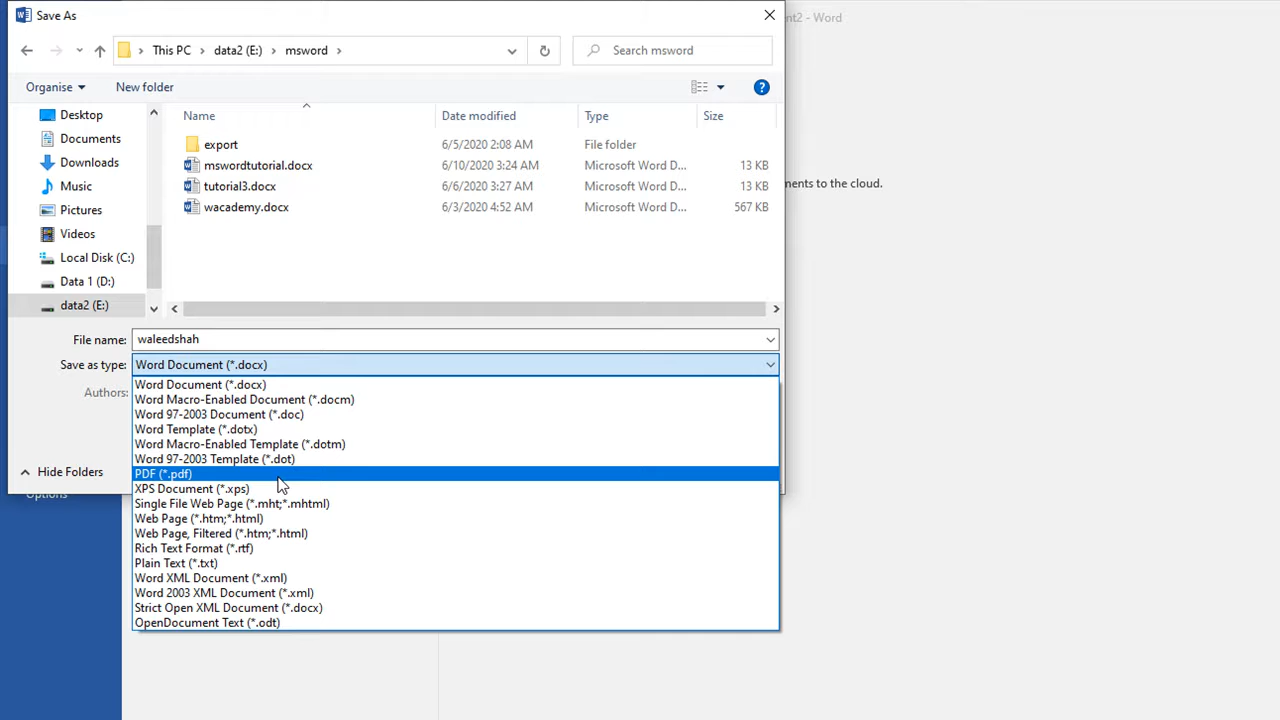 Save As
nt2 - Word
This PC data2 (E:) msword
Search msword
Organise
New folder
?
Name Date modified Type Size
Desktop
Documents
Downloads
Music
Pictures
Videos
Local Disk (C:)
Data 1 (D:)
data2 (E:)
export 6/5/2020 2:08 AM File folder
mswordtutorial.docx 6/10/2020 3:24 AM Microsoft Word D... 13 KB
tutorial3.docx 6/6/2020 3:27 AM Microsoft Word D... 13 KB
wacademy.docx 6/3/2020 4:52 AM Microsoft Word D... 567 KB
ments to the cloud.
File name: waleedshah
Save as type: Word Document (*.docx)
Authors:
Word Document (*.docx)
Word Macro-Enabled Document (*.docm)
Word 97-2003 Document (*.doc)
Word Template (*.dotx)
Word Macro-Enabled Template (*.dotm)
Word 97-2003 Template (*.dot)
PDF (*.pdf)
XPS Document (*.xps)
Single File Web Page (*.mht;*.mhtml)
Web Page (*.htm;*.html)
Web Page, Filtered (*.htm;*.html)
Rich Text Format (*.rtf)
Plain Text (*.txt)
Word XML Document (*.xml)
Word 2003 XML Document (*.xml)
Strict Open XML Document (*.docx)
OpenDocument Text (*.odt)
Hide Folders
Options